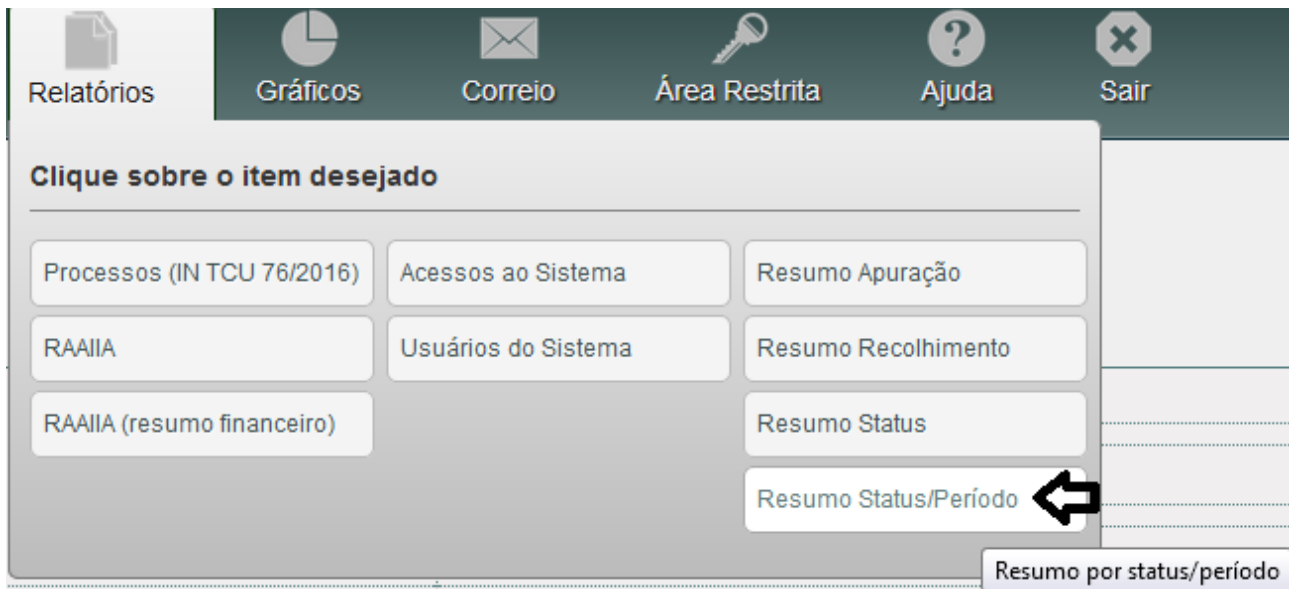 Relatórios Gráficos Correio Área Restrita Ajuda Sair
Clique sobre o item desejado
Processos (IN TCU 76/2016) Acessos ao Sistema Resumo Apuração
RAAIIA Usuários do Sistema Resumo Recolhimento
RAAIIA (resumo financeiro) Resumo Status
Resumo Status/Período
Resumo por status/período